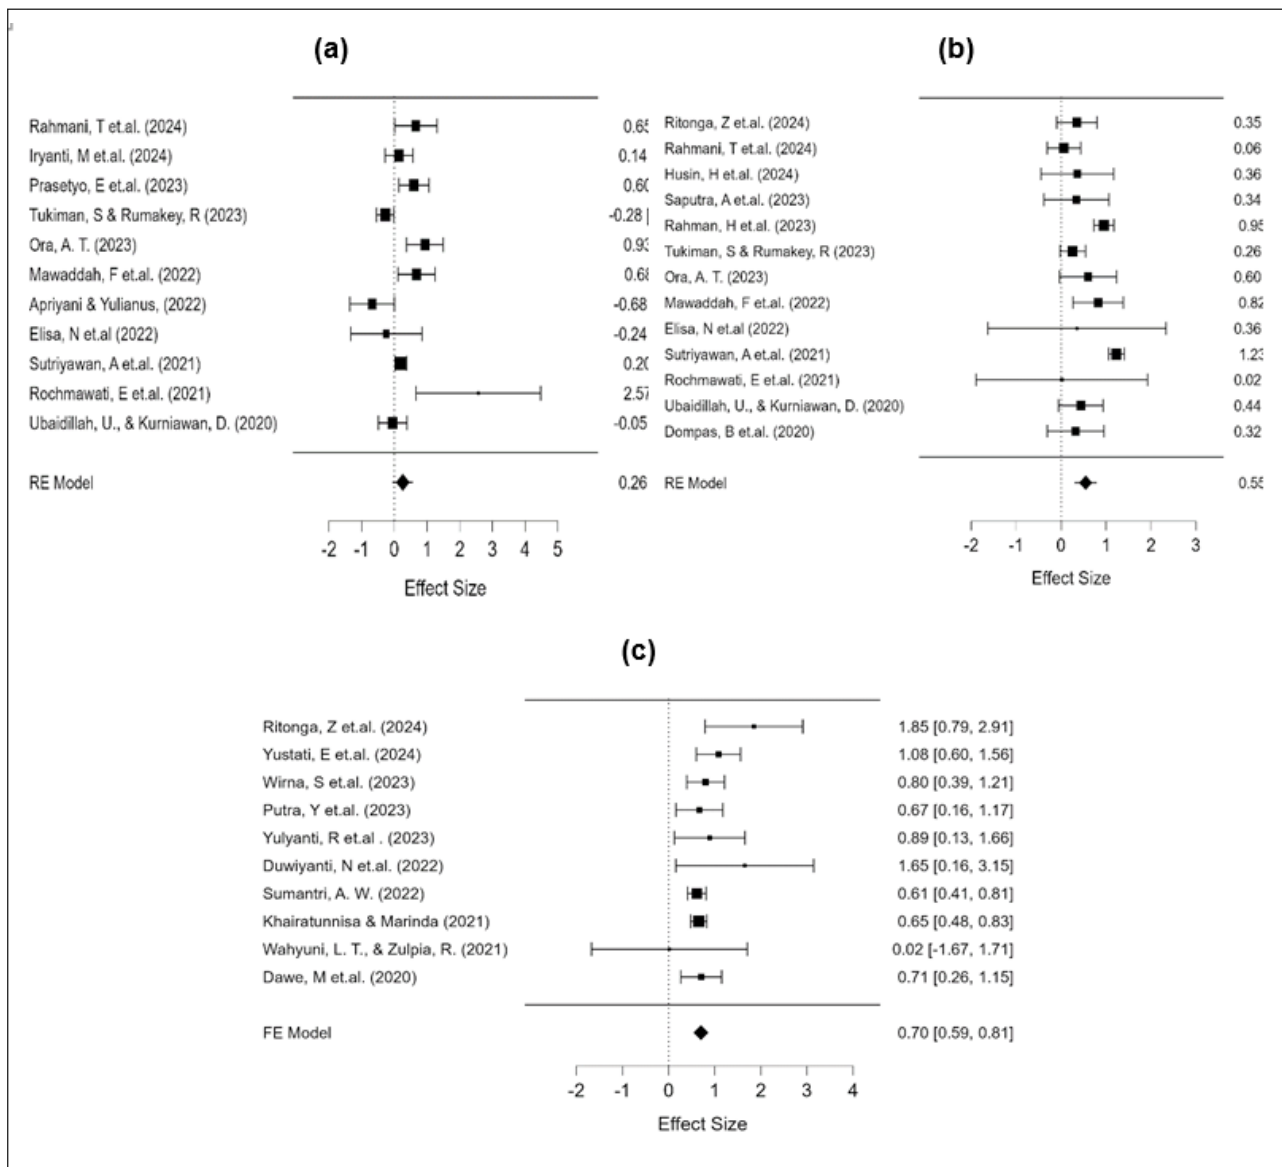 (a)
Rahmani, T et.al. (2024) 0.65
Iryanti, M et.al. (2024) 0.14
Prasetyo, E et.al. (2023) 0.60
Tukiman, S & Rumakey, R (2023) -0.28 [
Ora, A. T. (2023) 0.93
Mawaddah, F et.al. (2022) 0.68
Apriyani & Yulianus, (2022) -0.68
Elisa, N et.al (2022) -0.24
Sutriyawan, A et.al. (2021) 0.20
Rochmawati, E et.al. (2021) 2.57
Ubaidillah, U., & Kurniawan, D. (2020) -0.05
RE Model 0.26
-2 -1 0 1 2 3 4 5
Effect Size
(b)
Ritonga, Z et.al. (2024) 0.35
Rahmani, T et.al. (2024) 0.06
Husin, H et.al. (2024) 0.36
Saputra, A et.al. (2023) 0.34
Rahman, H et.al. (2023) 0.95
Tukiman, S & Rumakey, R (2023) 0.26
Ora, A. T. (2023) 0.60
Mawaddah, F et.al. (2022) 0.82
Elisa, N et.al (2022) 0.36
Sutriyawan, A et.al. (2021) 1.23
Rochmawati, E et.al. (2021) 0.02
Ubaidillah, U., & Kurniawan, D. (2020) 0.44
Dompas, B et.al. (2020) 0.32
RE Model 0.55
-2 -1 0 1 2 3
Effect Size
(c)
Ritonga, Z et.al. (2024) 1.85 [0.79, 2.91]
Yustati, E et.al. (2024) 1.08 [0.60, 1.56]
Wirna, S et.al. (2023) 0.80 [0.39, 1.21]
Putra, Y et.al. (2023) 0.67 [0.16, 1.17]
Yulyanti, R et.al . (2023) 0.89 [0.13, 1.66]
Duwiyanti, N et.al. (2022) 1.65 [0.16, 3.15]
Sumantri, A. W. (2022) 0.61 [0.41, 0.81]
Khairatunnisa & Marinda (2021) 0.65 [0.48, 0.83]
Wahyuni, L. T., & Zulpia, R. (2021) 0.02 [-1.67, 1.71]
Dawe, M et.al. (2020) 0.71 [0.26, 1.15]
FE Model 0.70 [0.59, 0.81]
-2 -1 0 1 2 3 4
Effect Size